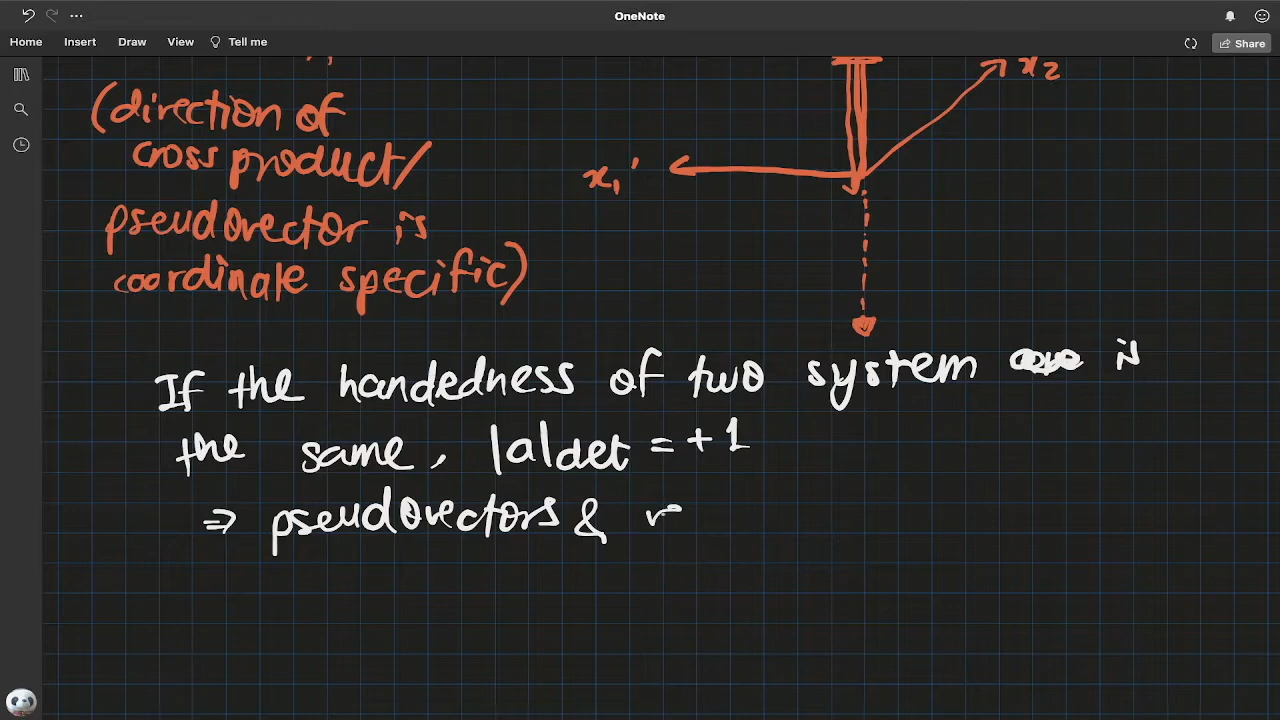 OneNote
Home Insert Draw View Tell me Share
(direction of
cross product/
pseudovector is
coordinate specific)
x₂
x₁'
If the handedness of two system is
the same, |a|det = +1
⇒ pseudovectors &